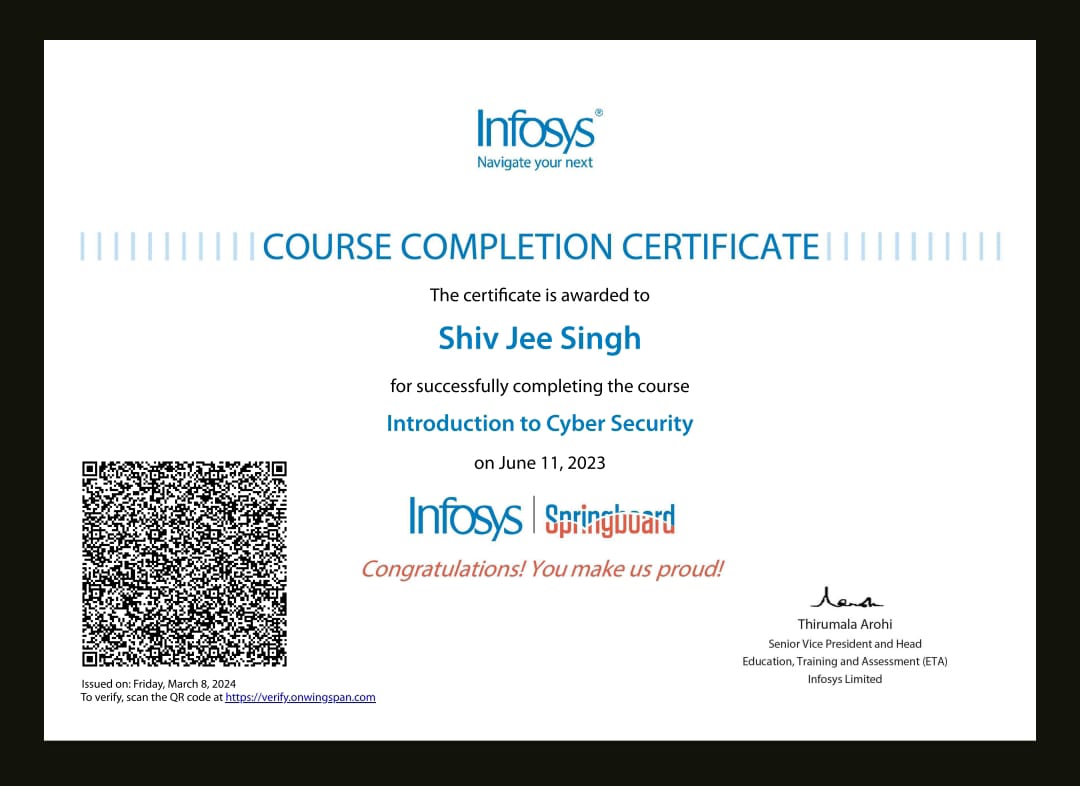 Infosys®
Navigate your next
COURSE COMPLETION CERTIFICATE
The certificate is awarded to
Shiv Jee Singh
for successfully completing the course
Introduction to Cyber Security
on June 11, 2023
Infosys | Springboard
Congratulations! You make us proud!
Thirumala Arohi
Senior Vice President and Head
Education, Training and Assessment (ETA)
Infosys Limited
Issued on: Friday, March 8, 2024
To verify, scan the QR code at https://verify.onwingspan.com